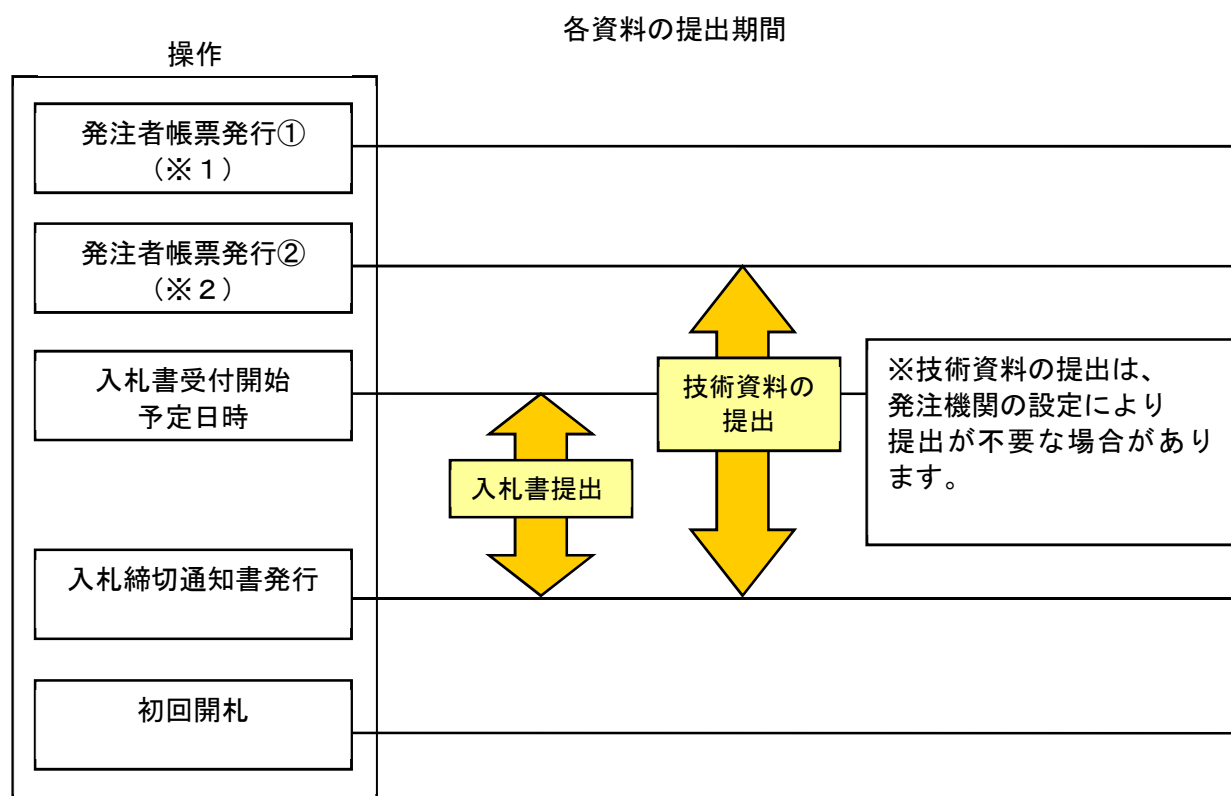 各資料の提出期間
操作
発注者帳票発行①
（※１）
発注者帳票発行②
（※２）
入札書受付開始
予定日時
技術資料の
提出
※技術資料の提出は、
発注機関の設定により
提出が不要な場合があり
ます。
入札書提出
入札締切通知書発行
初回開札